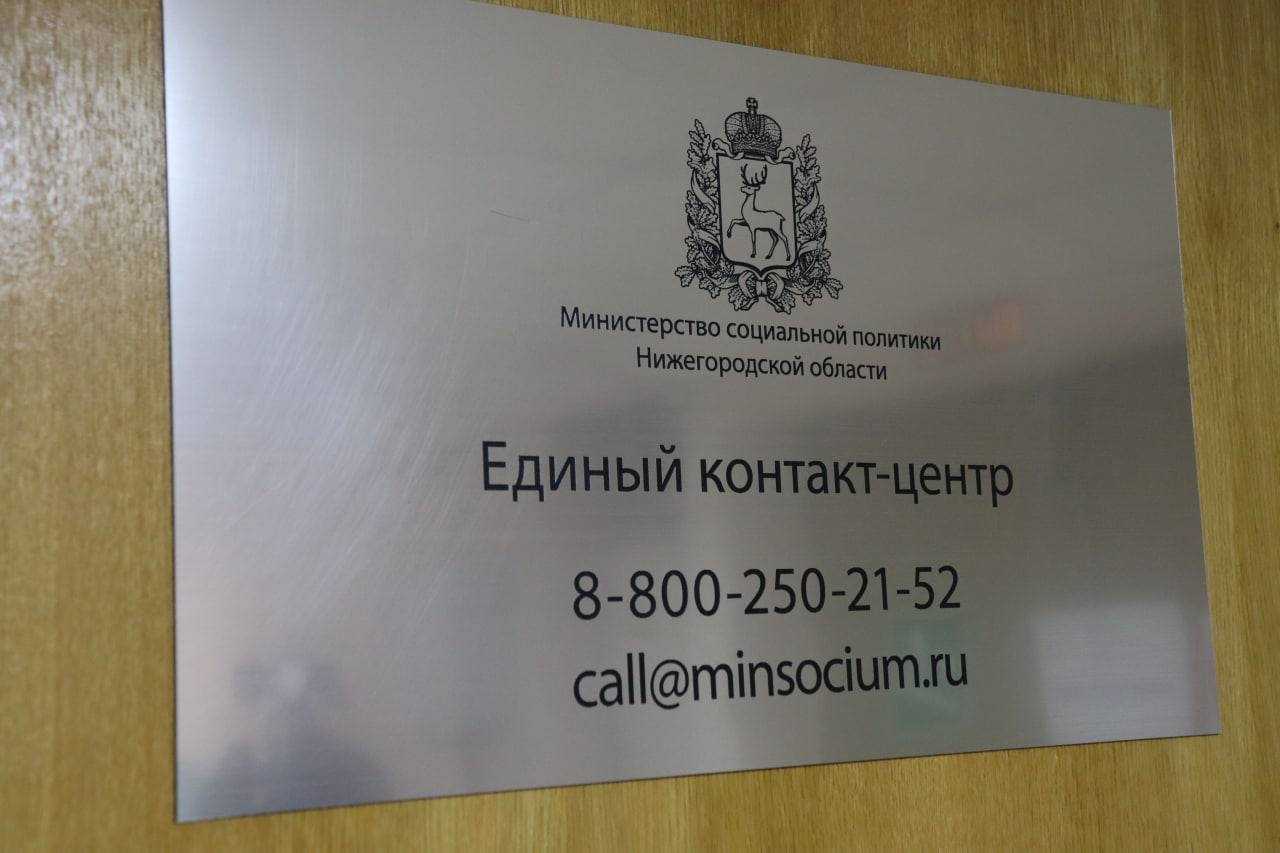 Министерство социальной политики
Нижегородской области
Единый контакт-центр
8-800-250-21-52
call@minsocium.ru